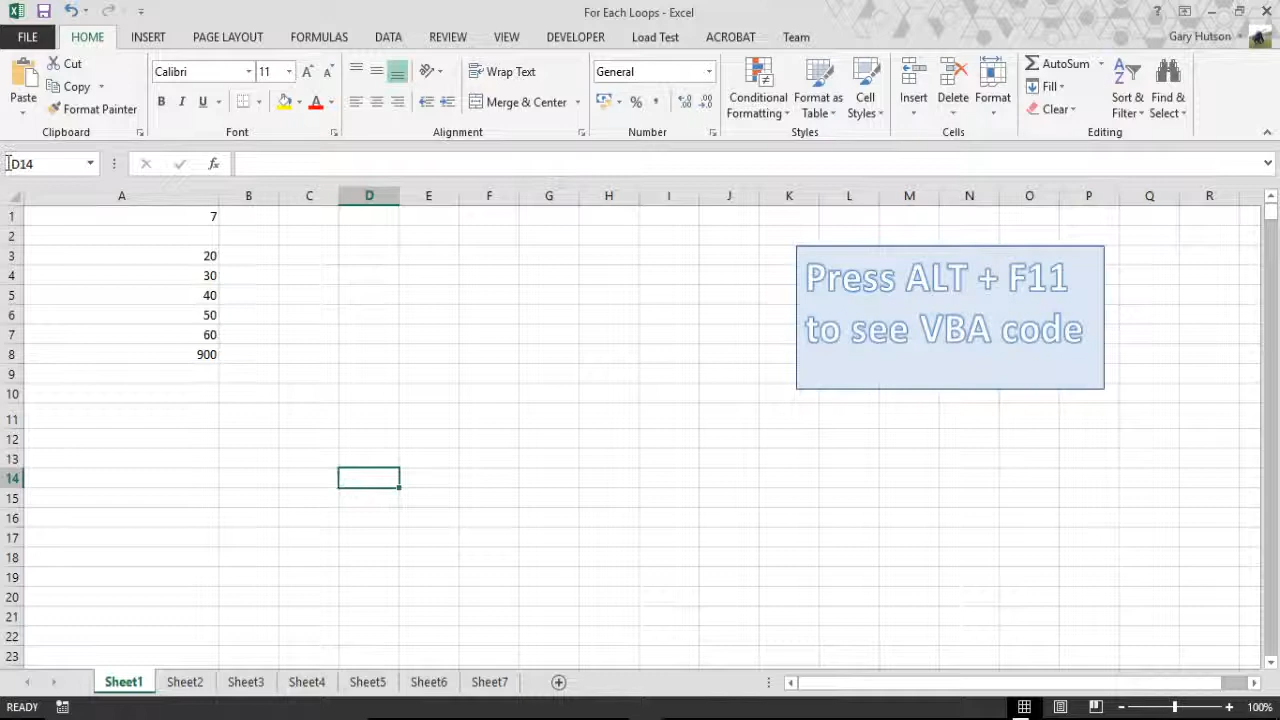 For Each Loops - Excel
FILE HOME INSERT PAGE LAYOUT FORMULAS DATA REVIEW VIEW DEVELOPER Load Test ACROBAT Team Gary Hutson
Paste
Cut
Copy
Format Painter
Clipboard
Calibri 11
B I U
Font
Wrap Text
Merge & Center
Alignment
General
%
Number
Conditional Formatting
Format as Table
Cell Styles
Styles
Insert
Delete
Format
Cells
AutoSum
Fill
Clear
Sort & Filter
Find & Select
Editing
D14
fx
A B C D E F G H I J K L M N O P Q R
1 7
2
3 20
4 30
5 40
6 50
7 60
8 900
9
10
11
12
13
14
15
16
17
18
19
20
21
22
23
Press ALT + F11
to see VBA code
Sheet1 Sheet2 Sheet3 Sheet4 Sheet5 Sheet6 Sheet7
READY 100%